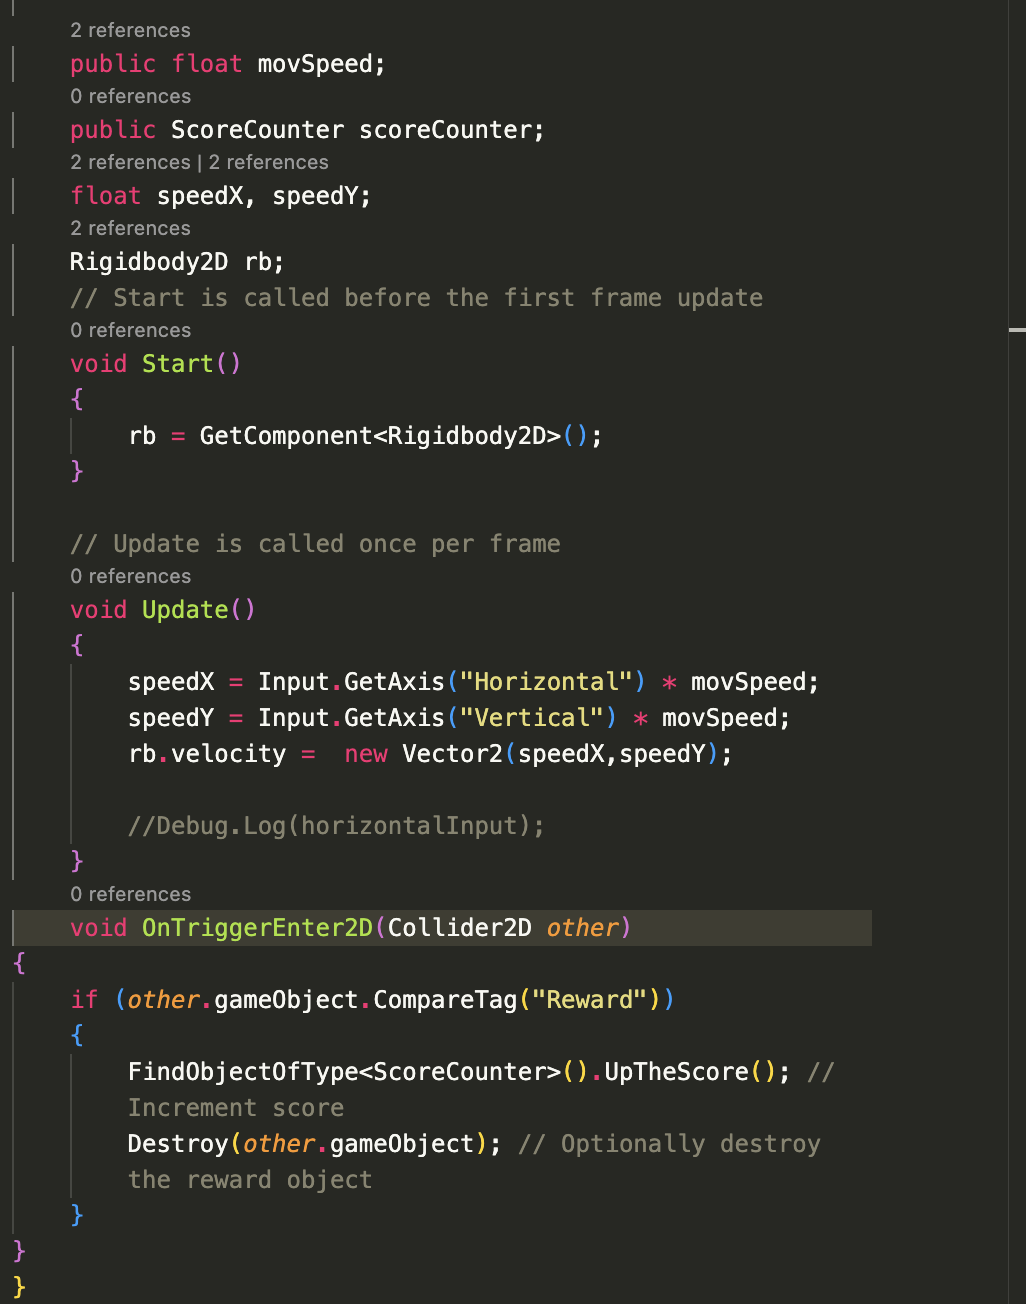 2 references
public float movSpeed;
0 references
public ScoreCounter scoreCounter;
2 references | 2 references
float speedX, speedY;
2 references
Rigidbody2D rb;
// Start is called before the first frame update
0 references
void Start()
{
rb = GetComponent<Rigidbody2D>();
}
// Update is called once per frame
0 references
void Update()
{
speedX = Input.GetAxis("Horizontal") * movSpeed;
speedY = Input.GetAxis("Vertical") * movSpeed;
rb.velocity =  new Vector2(speedX,speedY);
//Debug.Log(horizontalInput);
}
0 references
void OnTriggerEnter2D(Collider2D other)
{
if (other.gameObject.CompareTag("Reward"))
{
FindObjectOfType<ScoreCounter>().UpTheScore(); //
Increment score
Destroy(other.gameObject); // Optionally destroy
the reward object
}
}
}